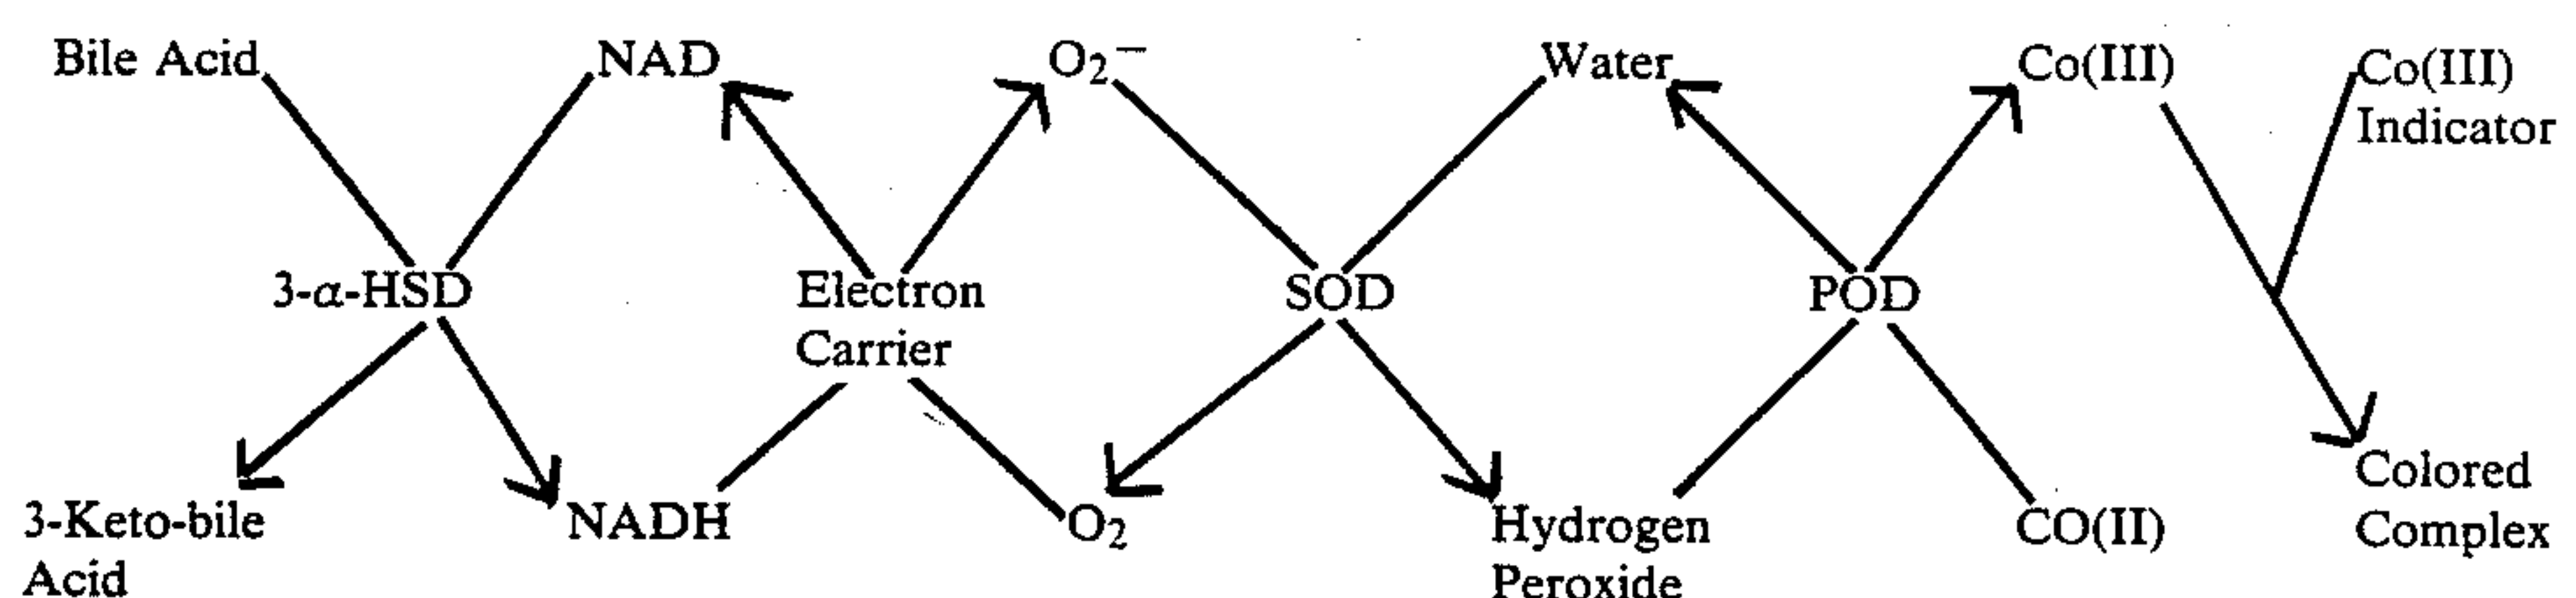 Bile Acid NAD O₂⁻ Water Co(III) Co(III)
Indicator
3-α-HSD Electron SOD POD
Carrier
Colored
3-Keto-bile NADH O₂ Hydrogen CO(II) Complex
Acid Peroxide